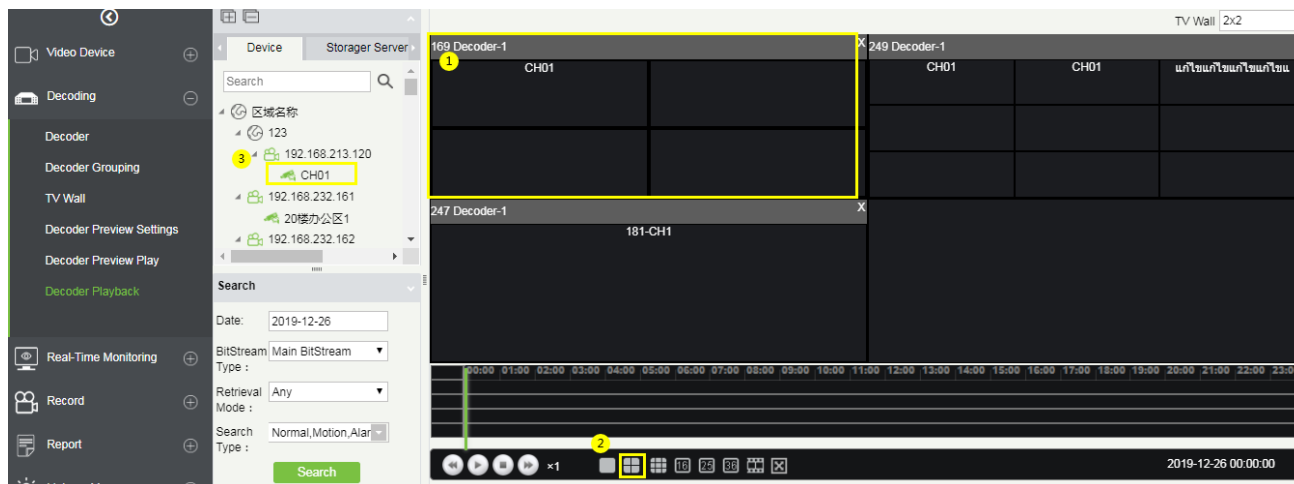 TV Wall 2x2
Video Device
Decoding
Decoder
Decoder Grouping
TV Wall
Decoder Preview Settings
Decoder Preview Play
Decoder Playback
Real-Time Monitoring
Record
Report
Device Storager Server
Search
区域名称
123
3 192.168.213.120
CH01
192.168.232.161
20楼办公区1
192.168.232.162
Search
Date: 2019-12-26
BitStream Type : Main BitStream
Retrieval Mode : Any
Search Type : Normal,Motion,Alar
Search
169 Decoder-1 X
1
CH01
249 Decoder-1
CH01 CH01 แก้ไขแก้ไขแก้ไขแก้ไขแ
247 Decoder-1 X
181-CH1
00:00 01:00 02:00 03:00 04:00 05:00 06:00 07:00 08:00 09:00 10:00 11:00 12:00 13:00 14:00 15:00 16:00 17:00 18:00 19:00 20:00 21:00 22:00 23:0
2
×1 16 25 36 2019-12-26 00:00:00